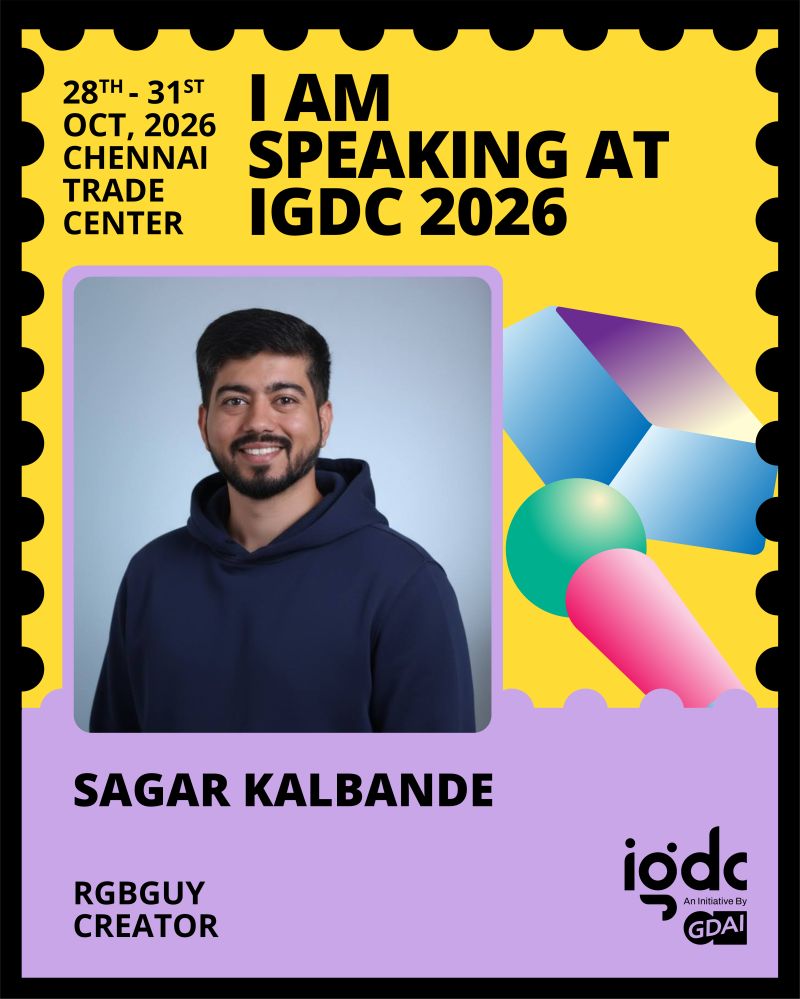 28TH - 31ST
OCT, 2026
CHENNAI
TRADE
CENTER
I AM
SPEAKING AT
IGDC 2026
SAGAR KALBANDE
RGBGUY
CREATOR
igdc
An Initiative By
GDAI